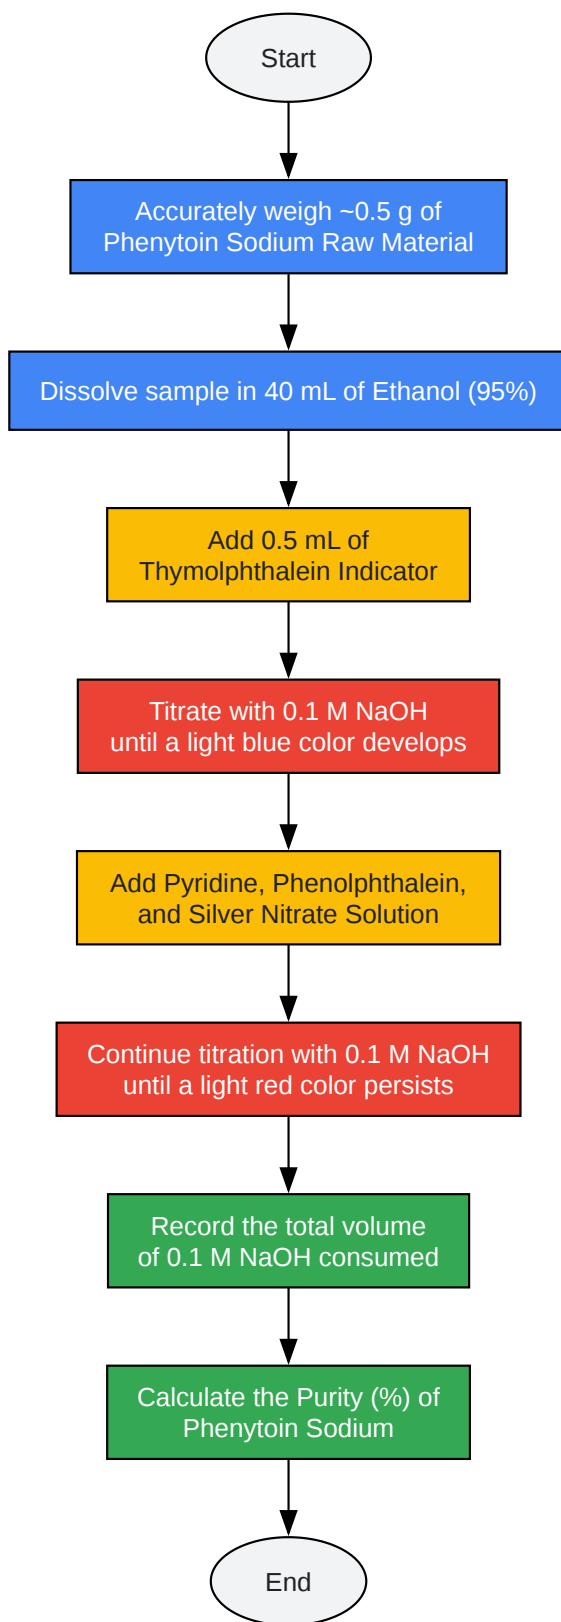 Start
Accurately weigh ~0.5 g of
Phenytoin Sodium Raw Material
Dissolve sample in 40 mL of Ethanol (95%)
Add 0.5 mL of
Thymolphthalein Indicator
Titrate with 0.1 M NaOH
until a light blue color develops
Add Pyridine, Phenolphthalein,
and Silver Nitrate Solution
Continue titration with 0.1 M NaOH
until a light red color persists
Record the total volume
of 0.1 M NaOH consumed
Calculate the Purity (%) of
Phenytoin Sodium
End